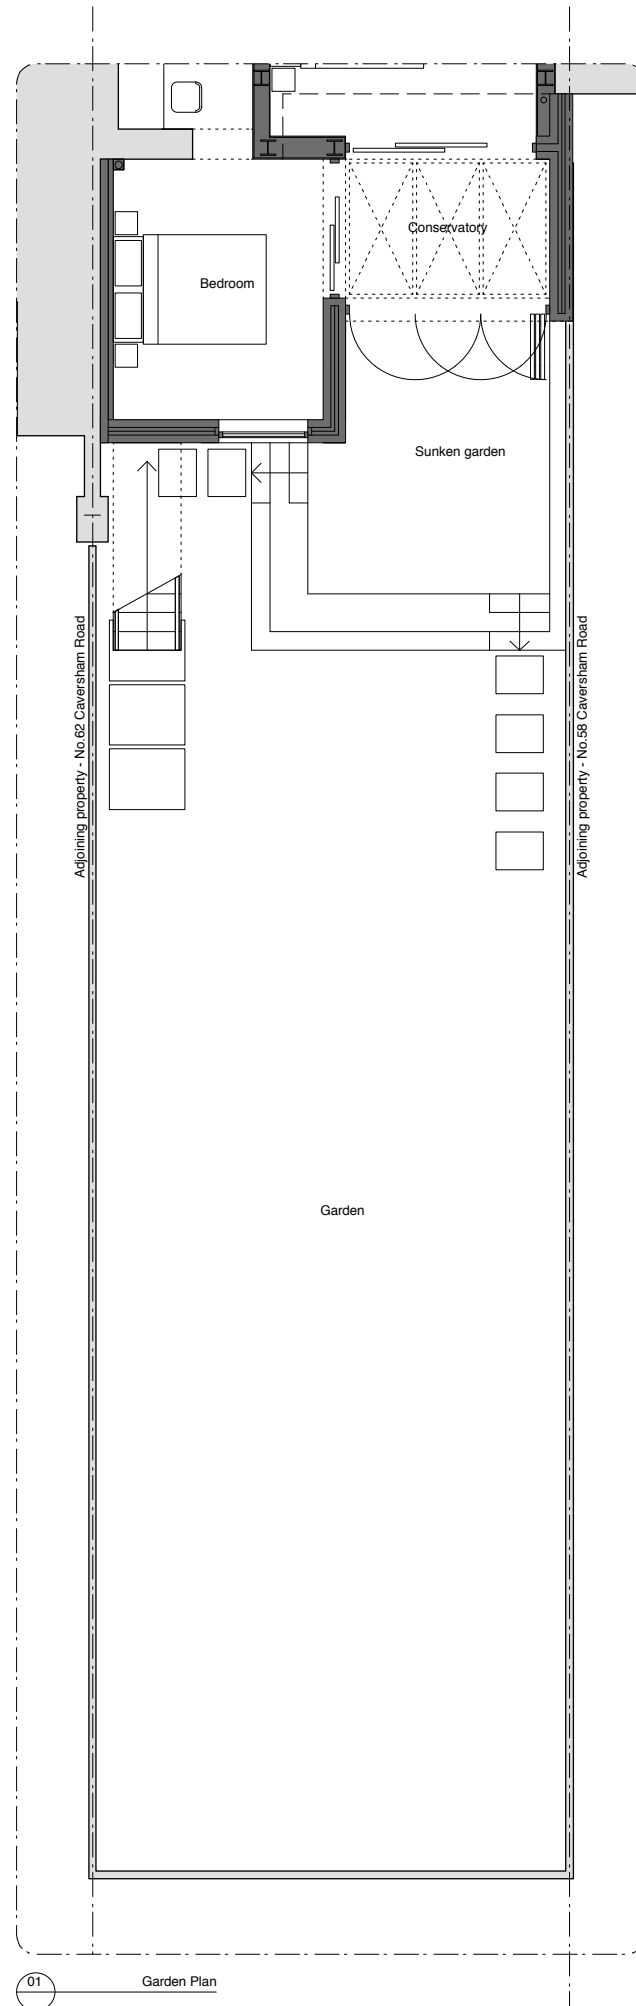 Conservatory
Bedroom
Sunken garden
Adjoining property - No.62 Caversham Road
Adjoining property - No.58 Caversham Road
Garden
01
Garden Plan